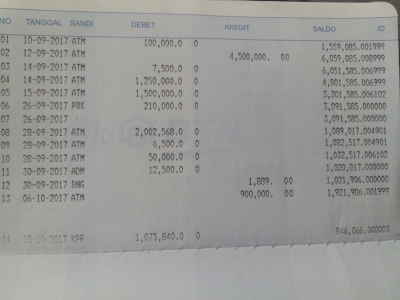 NO TANGGAL SANDI DEBET KREDIT SALDO ID
01 10-09-2017 ATM 100,000.0 0 1,559,085.001999
02 12-09-2017 ATM 4,500,000. 00 6,059,085.008998
03 14-09-2017 ATM 7,500.0 0 6,051,585.006999
04 14-09-2017 ATM 1,250,000.0 0 4,801,585.006999
05 15-09-2017 ATM 1,500,000.0 0 3,301,585.006102
06 26-09-2017 PBK 210,000.0 0 3,091,585.000000
07 26-09-2017 3,091,585.000000
08 28-09-2017 ATM 2,002,568.0 0 1,089,017.004901
09 28-09-2017 ATM 6,500.0 0 1,082,517.004901
10 28-09-2017 ATM 50,000.0 0 1,032,517.006102
11 30-09-2017 ADM 12,500.0 0 1,020,017.000000
12 30-09-2017 BNG 1,889. 00 1,021,906.000000
13 06-10-2017 ATM 900,000. 00 1,921,906.001999
14 -10-2017 KPR 1,075,840.0 0 846,066.000000